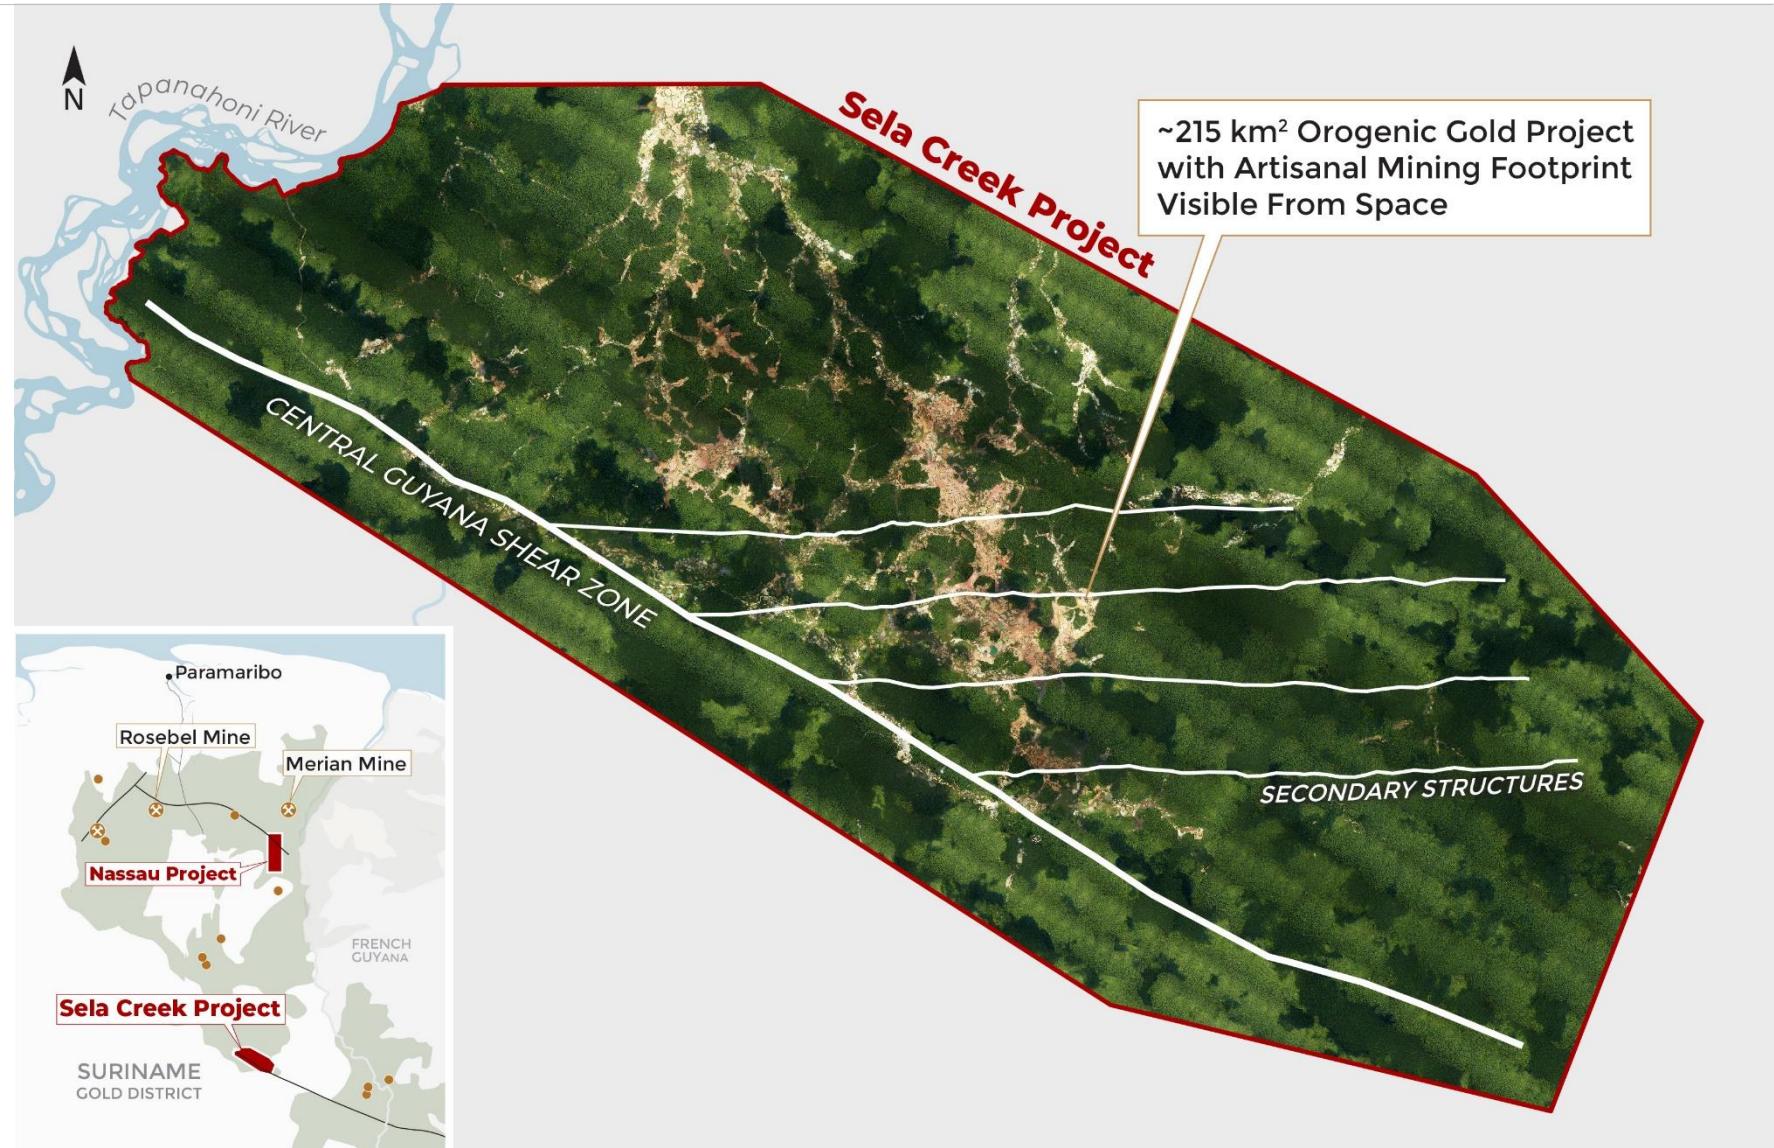 N
Tapanahoni River
Sela Creek Project
~215 km² Orogenic Gold Project
with Artisanal Mining Footprint
Visible From Space
CENTRAL GUYANA SHEAR ZONE
SECONDARY STRUCTURES
Paramaribo
Rosebel Mine
Merian Mine
Nassau Project
FRENCH
GUYANA
Sela Creek Project
SURINAME
GOLD DISTRICT